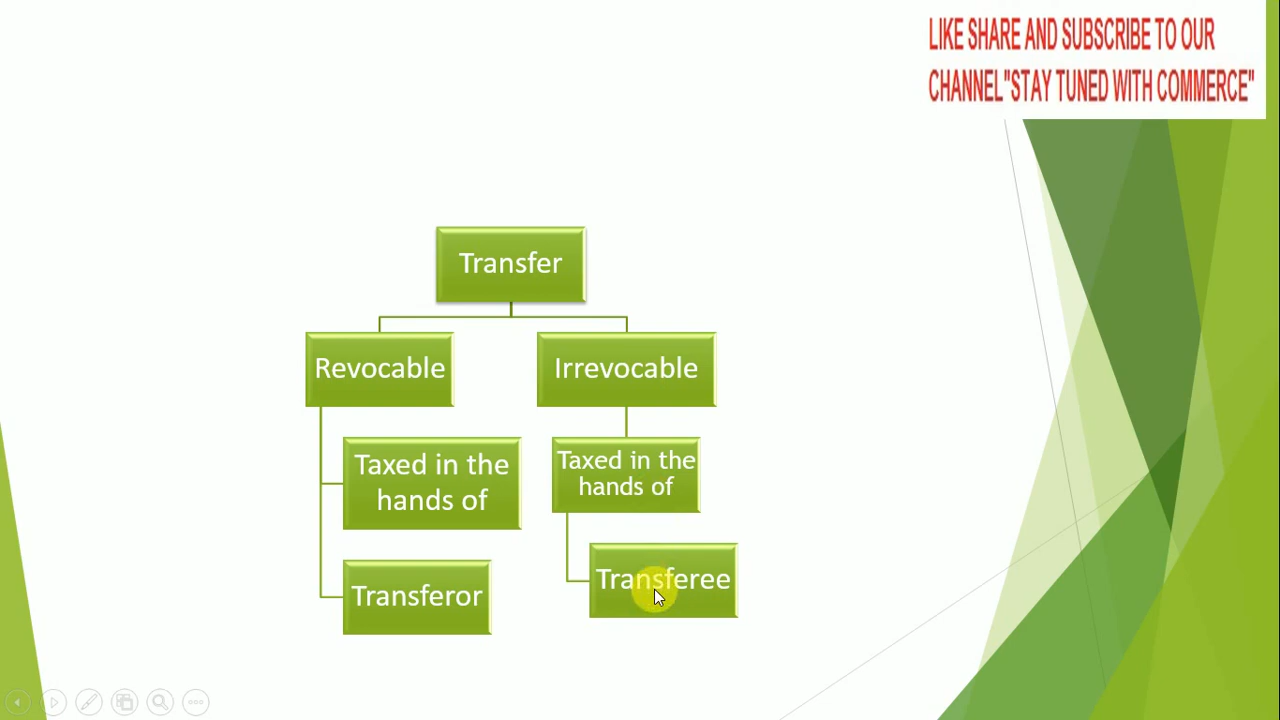 LIKE SHARE AND SUBSCRIBE TO OUR
CHANNEL"STAY TUNED WITH COMMERCE"
Transfer
Revocable
Irrevocable
Taxed in the
hands of
Taxed in the
hands of
Transferor
Transferee